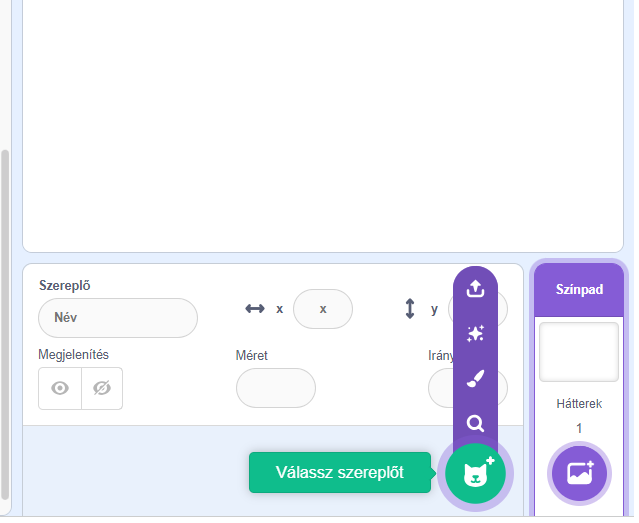 Szereplő
Név
x
x
y
Megjelenítés
Méret
Irány
Színpad
Hátterek
1
Válassz szereplőt